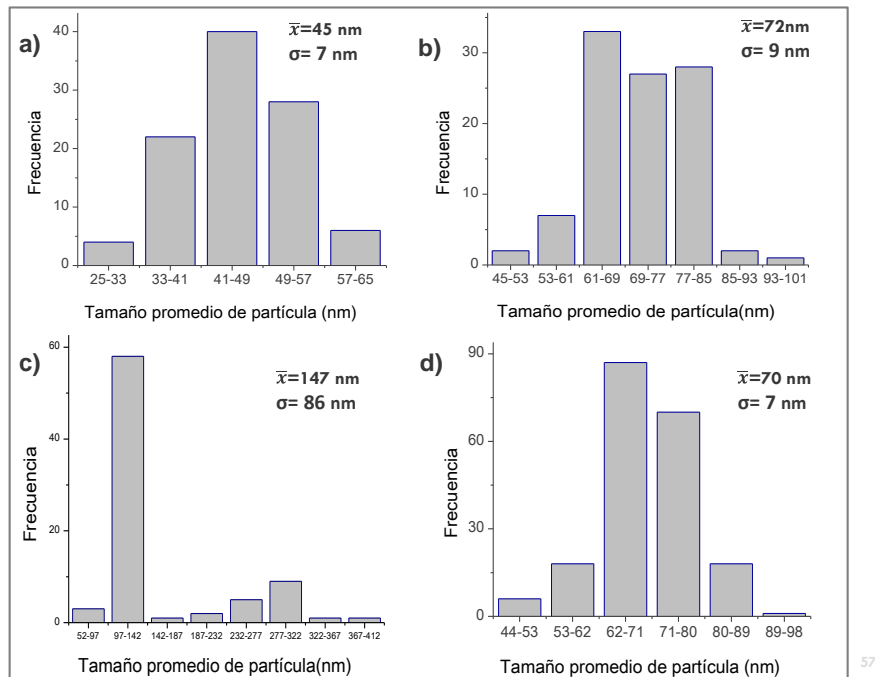 a)
x̄=45 nm
σ= 7 nm
Frecuencia
40
30
20
10
0
25-33 33-41 41-49 49-57 57-65
Tamaño promedio de partícula (nm)
b)
x̄=72nm
σ= 9 nm
Frecuencia
30
20
10
0
45-53 53-61 61-69 69-77 77-85 85-93 93-101
Tamaño promedio de partícula(nm)
c)
x̄=147 nm
σ= 86 nm
Frecuencia
60
40
20
0
52-97 97-142 142-187 187-232 232-277 277-322 322-367 367-412
Tamaño promedio de partícula(nm)
d)
x̄=70 nm
σ= 7 nm
Frecuencia
90
60
30
0
44-53 53-62 62-71 71-80 80-89 89-98
Tamaño promedio de partícula (nm)
57